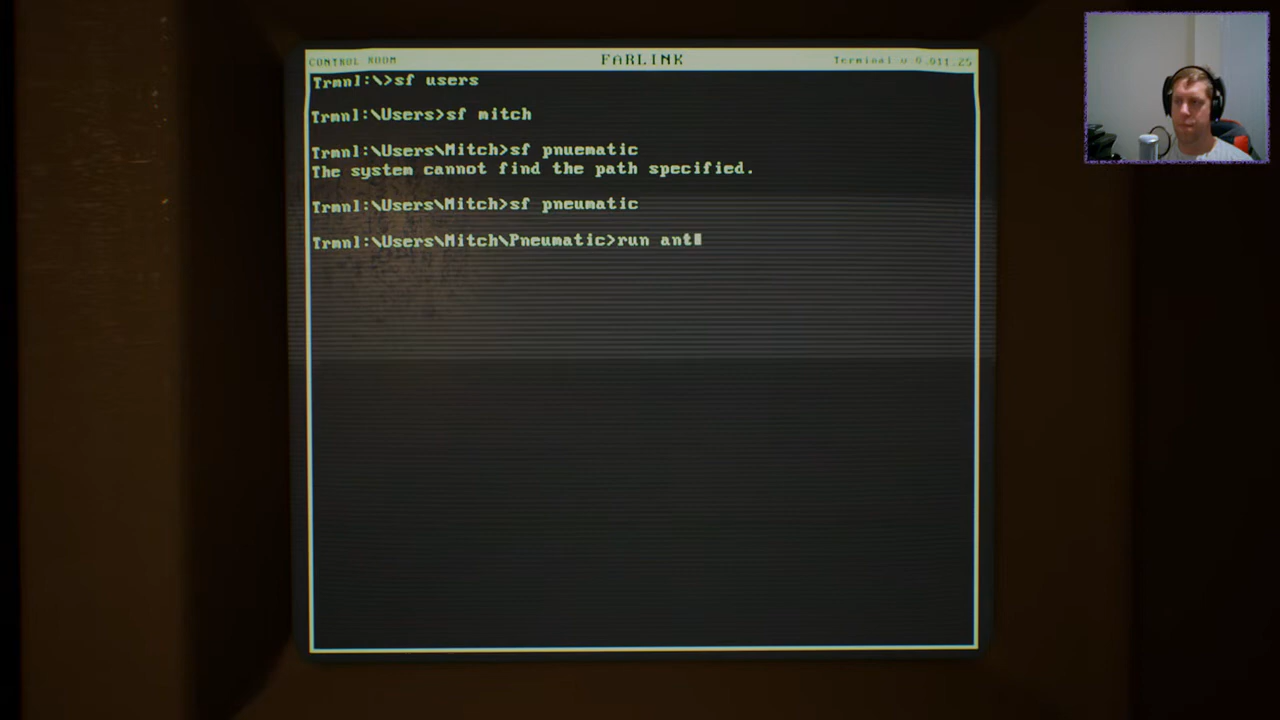 CONTROL ROOM FARLINK Terminal v 0.011.25
Trmnl:\>sf users
Trmnl:\Users>sf mitch
Trmnl:\Users\Mitch>sf pnuematic
The system cannot find the path specified.
Trmnl:\Users\Mitch>sf pneumatic
Trmnl:\Users\Mitch\Pneumatic>run ant